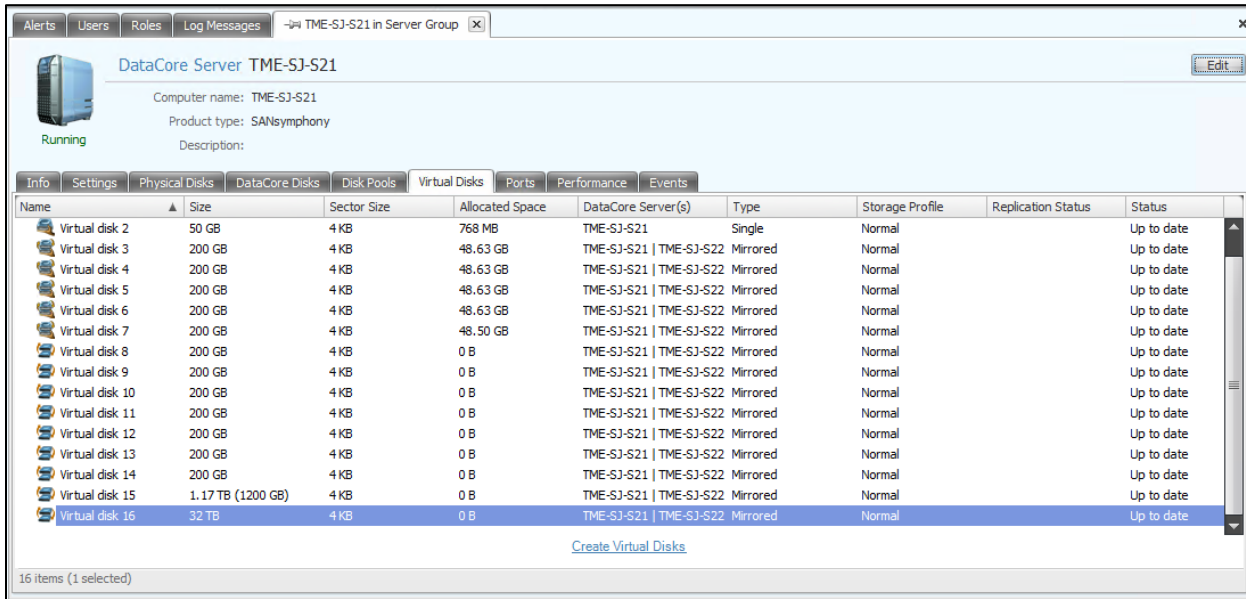 Alerts Users Roles Log Messages TME-SJ-S21 in Server Group
DataCore Server TME-SJ-S21 Edit
Computer name: TME-SJ-S21
Product type: SANsymphony
Running Description:
Info Settings Physical Disks DataCore Disks Disk Pools Virtual Disks Ports Performance Events
Name Size Sector Size Allocated Space DataCore Server(s) Type Storage Profile Replication Status Status
Virtual disk 2 50 GB 4 KB 768 MB TME-SJ-S21 Single Normal Up to date
Virtual disk 3 200 GB 4 KB 48.63 GB TME-SJ-S21 | TME-SJ-S22 Mirrored Normal Up to date
Virtual disk 4 200 GB 4 KB 48.63 GB TME-SJ-S21 | TME-SJ-S22 Mirrored Normal Up to date
Virtual disk 5 200 GB 4 KB 48.63 GB TME-SJ-S21 | TME-SJ-S22 Mirrored Normal Up to date
Virtual disk 6 200 GB 4 KB 48.63 GB TME-SJ-S21 | TME-SJ-S22 Mirrored Normal Up to date
Virtual disk 7 200 GB 4 KB 48.50 GB TME-SJ-S21 | TME-SJ-S22 Mirrored Normal Up to date
Virtual disk 8 200 GB 4 KB 0 B TME-SJ-S21 | TME-SJ-S22 Mirrored Normal Up to date
Virtual disk 9 200 GB 4 KB 0 B TME-SJ-S21 | TME-SJ-S22 Mirrored Normal Up to date
Virtual disk 10 200 GB 4 KB 0 B TME-SJ-S21 | TME-SJ-S22 Mirrored Normal Up to date
Virtual disk 11 200 GB 4 KB 0 B TME-SJ-S21 | TME-SJ-S22 Mirrored Normal Up to date
Virtual disk 12 200 GB 4 KB 0 B TME-SJ-S21 | TME-SJ-S22 Mirrored Normal Up to date
Virtual disk 13 200 GB 4 KB 0 B TME-SJ-S21 | TME-SJ-S22 Mirrored Normal Up to date
Virtual disk 14 200 GB 4 KB 0 B TME-SJ-S21 | TME-SJ-S22 Mirrored Normal Up to date
Virtual disk 15 1.17 TB (1200 GB) 4 KB 0 B TME-SJ-S21 | TME-SJ-S22 Mirrored Normal Up to date
Virtual disk 16 32 TB 4 KB 0 B TME-SJ-S21 | TME-SJ-S22 Mirrored Normal Up to date
Create Virtual Disks
16 items (1 selected)